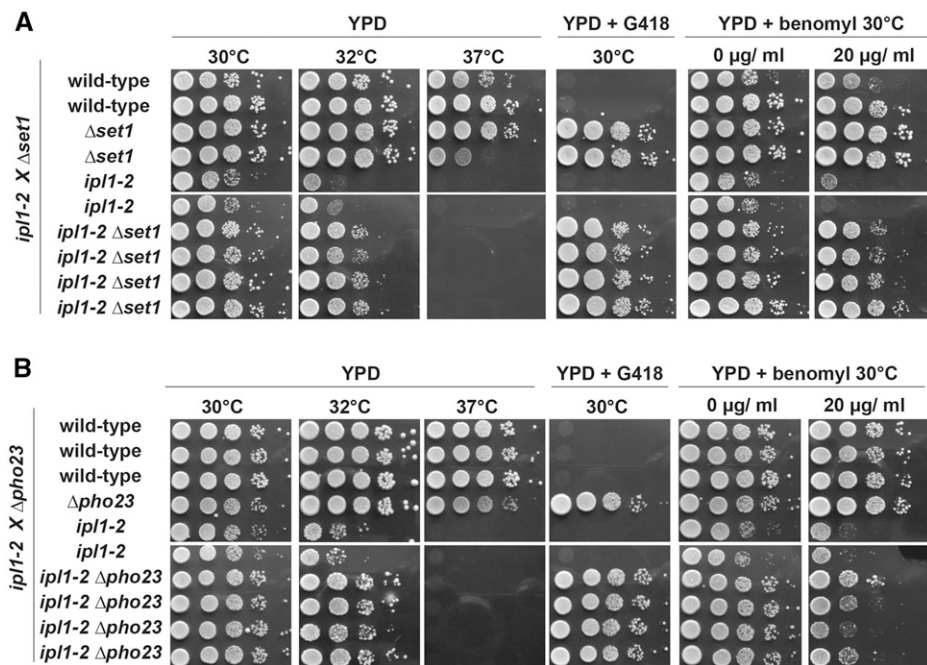 A
YPD YPD + G418 YPD + benomyl 30°C
30°C 32°C 37°C 30°C 0 µg/ ml 20 µg/ ml
ipl1-2 X Δset1
wild-type
wild-type
Δset1
Δset1
ipl1-2
ipl1-2
ipl1-2 Δset1
ipl1-2 Δset1
ipl1-2 Δset1
ipl1-2 Δset1
B
YPD YPD + G418 YPD + benomyl 30°C
30°C 32°C 37°C 30°C 0 µg/ ml 20 µg/ ml
ipl1-2 X Δpho23
wild-type
wild-type
wild-type
Δpho23
ipl1-2
ipl1-2
ipl1-2 Δpho23
ipl1-2 Δpho23
ipl1-2 Δpho23
ipl1-2 Δpho23